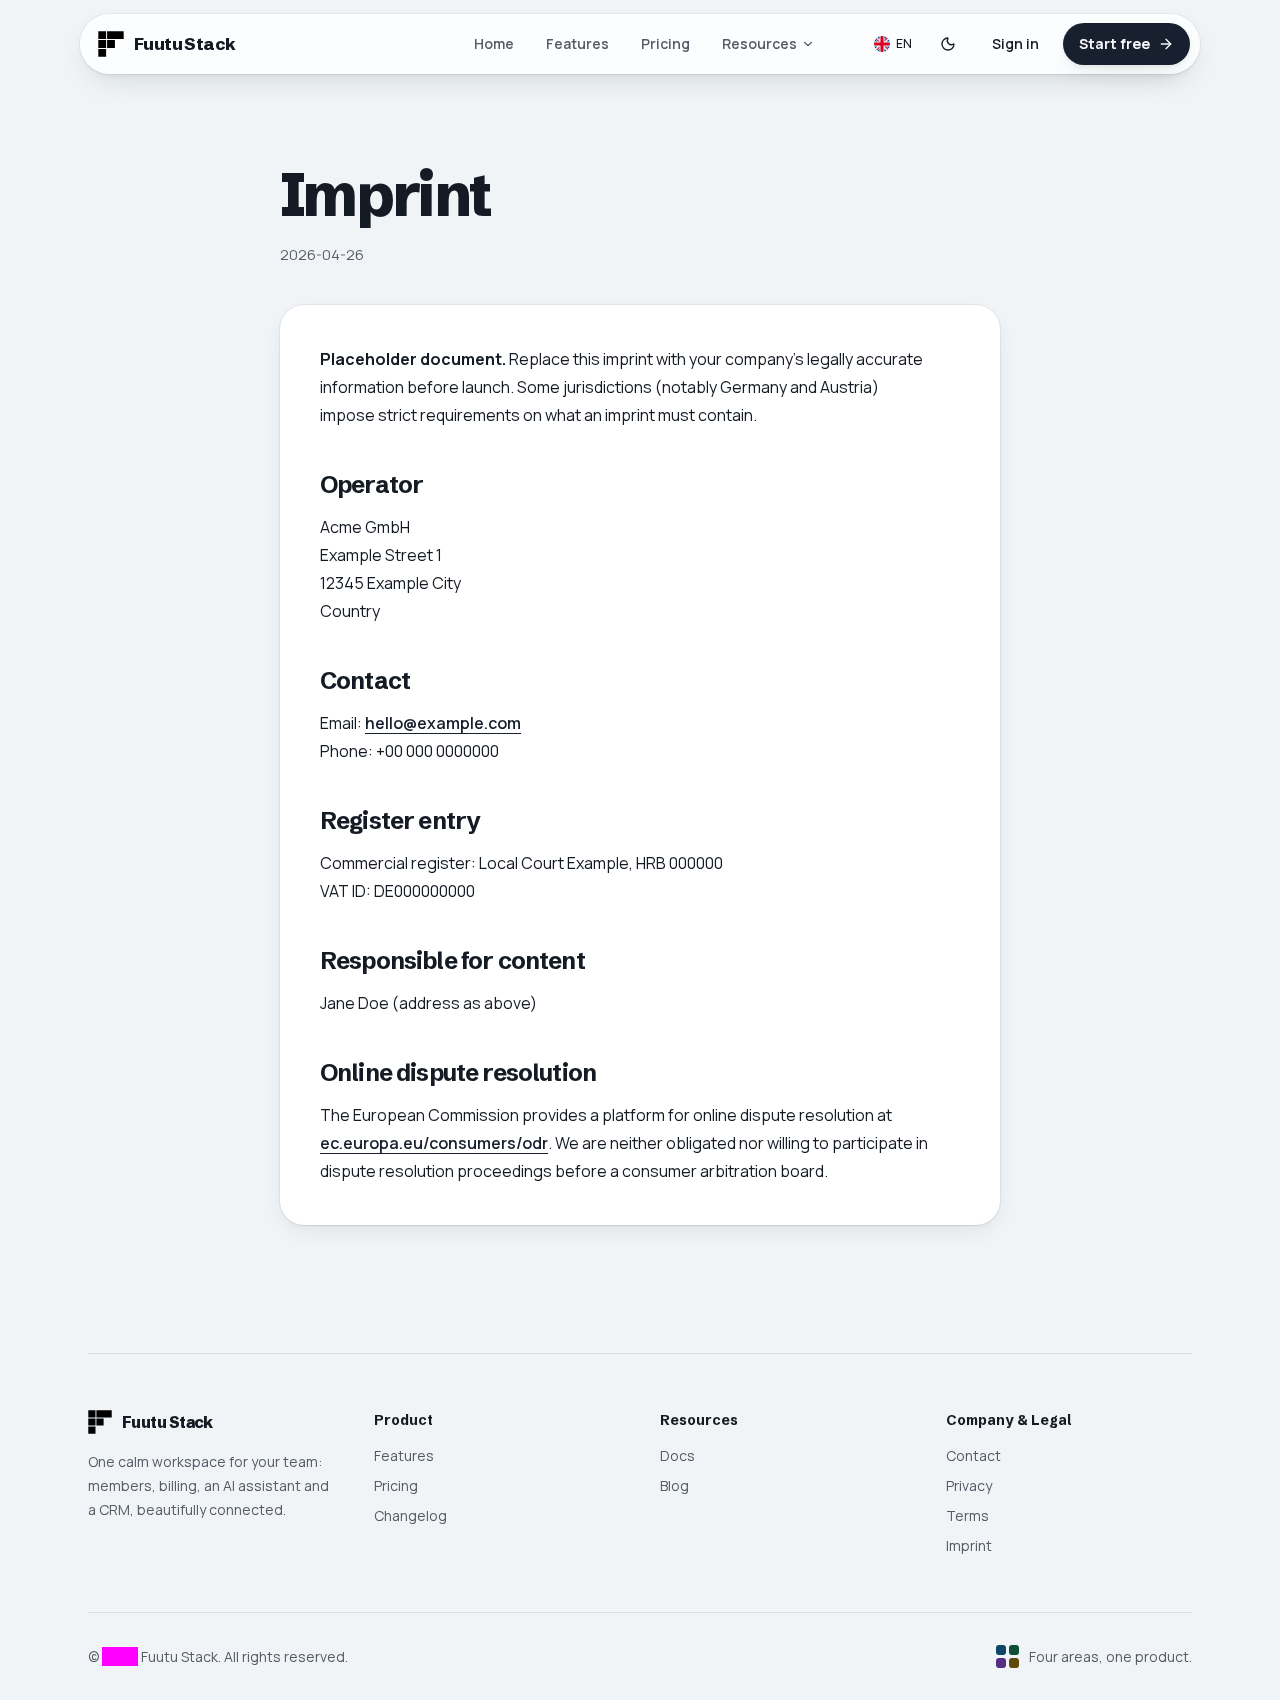 Fuutu Stack
Home
Features
Pricing
Resources
EN
Sign in
Start free
Imprint
2026-04-26
Placeholder document. Replace this imprint with your company's legally accurate
information before launch. Some jurisdictions (notably Germany and Austria)
impose strict requirements on what an imprint must contain.
Operator
Acme GmbH
Example Street 1
12345 Example City
Country
Contact
Email: hello@example.com
Phone: +00 000 0000000
Register entry
Commercial register: Local Court Example, HRB 000000
VAT ID: DE000000000
Responsible for content
Jane Doe (address as above)
Online dispute resolution
The European Commission provides a platform for online dispute resolution at
ec.europa.eu/consumers/odr. We are neither obligated nor willing to participate in
dispute resolution proceedings before a consumer arbitration board.
Fuutu Stack
One calm workspace for your team:
members, billing, an AI assistant and
a CRM, beautifully connected.
Product
Features
Pricing
Changelog
Resources
Docs
Blog
Company & Legal
Contact
Privacy
Terms
Imprint
© Fuutu Stack. All rights reserved.
Four areas, one product.